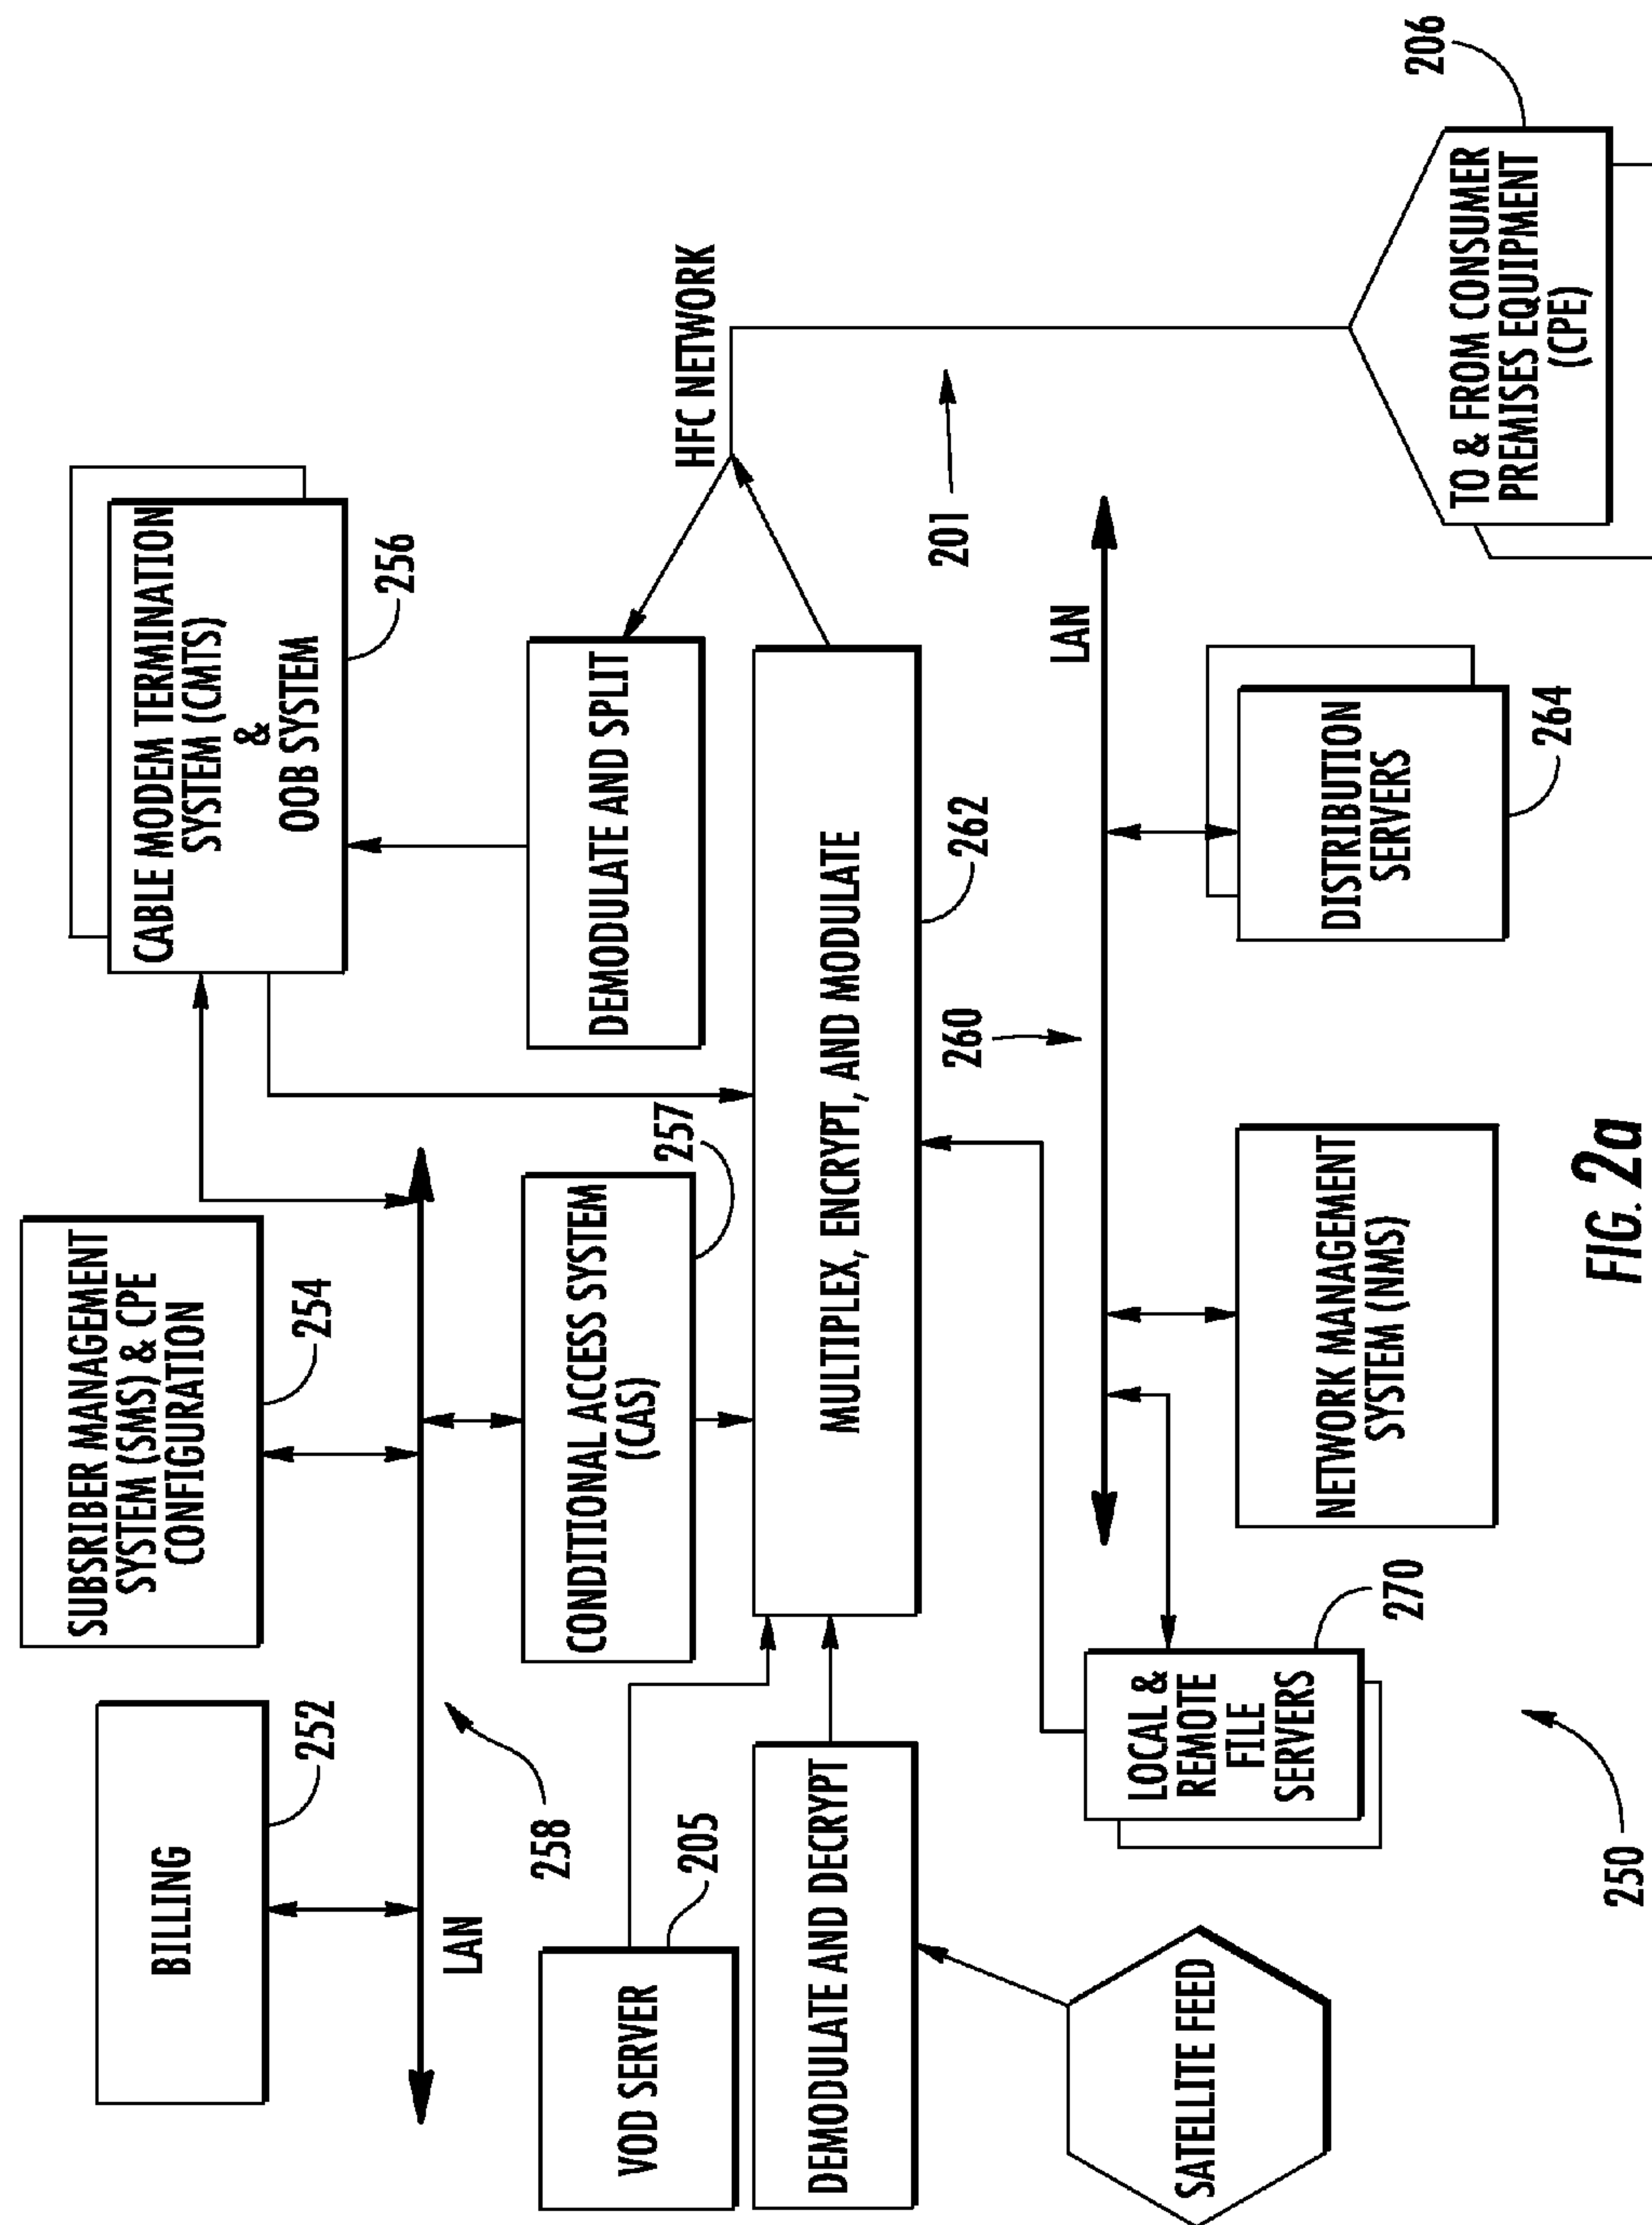 BILLING
252
SUBSRIBER MANAGEMENT
SYSTEM (SMS) & CPE
CONFIGURATION
254
CABLE MODEM TERMINATION
SYSTEM (CMTS)
&
OOB SYSTEM
256
LAN
258
VOD SERVER
205
CONDITIONAL ACCESS SYSTEM
(CAS)
257
DEMODULATE AND SPLIT
HFC NETWORK
DEMODULATE AND DECRYPT
MULTIPLEX, ENCRYPT, AND MODULATE
262
260
201
LAN
SATELLITE FEED
LOCAL &
REMOTE
FILE
SERVERS
270
NETWORK MANAGEMENT
SYSTEM (NMS)
DISTRIBUTION
SERVERS
264
TO & FROM CONSUMER
PREMISES EQUIPMENT
(CPE)
206
250
FIG. 2a